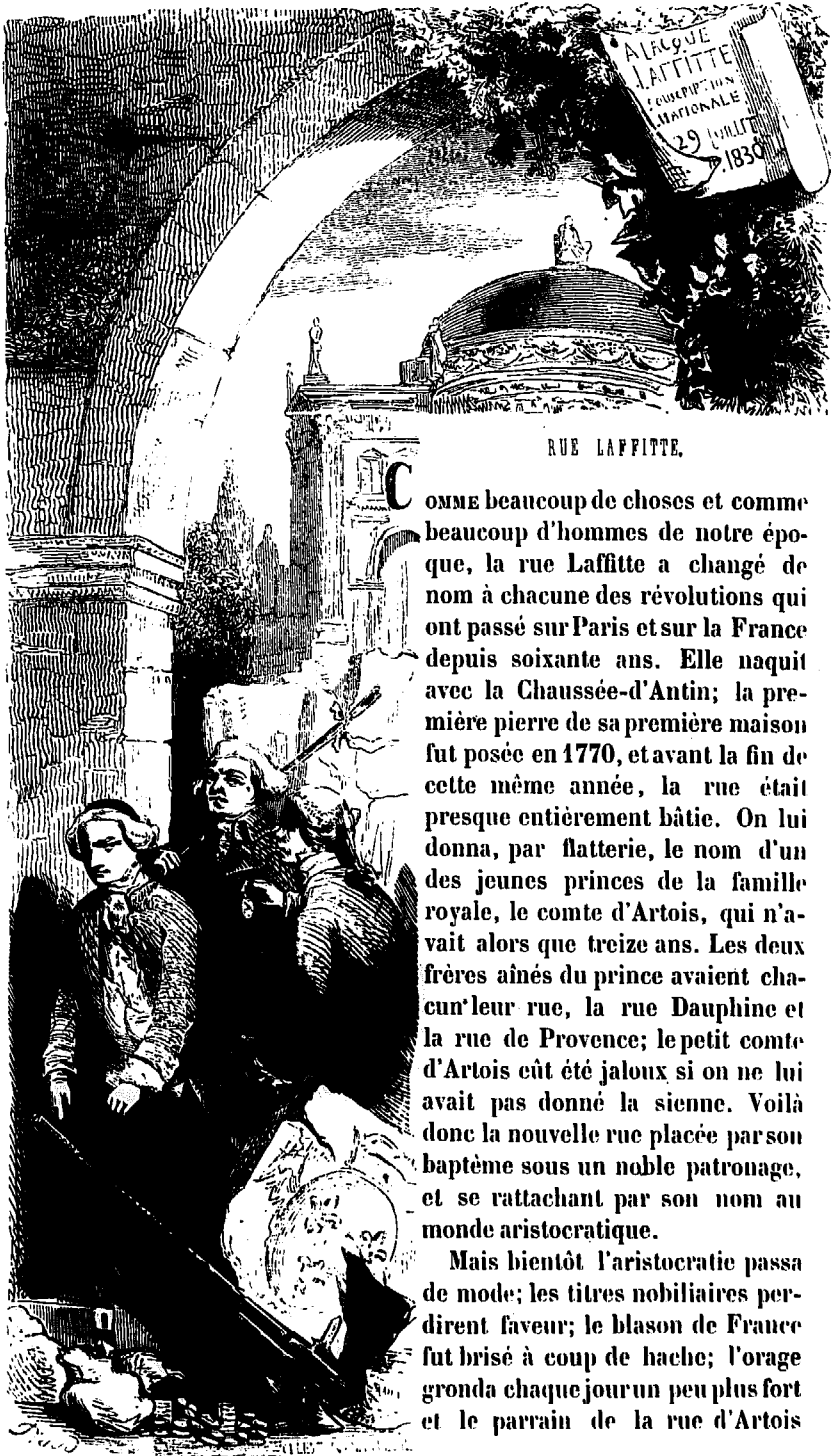 A JACQUE
LAFFITTE
SOUSCRIPTION
NATIONALE
29 JUILLET
1830
RUE LAFFITTE.
COMME beaucoup de choses et comme
beaucoup d'hommes de notre épo-
que, la rue Laffitte a changé de
nom à chacune des révolutions qui
ont passé sur Paris et sur la France
depuis soixante ans. Elle naquit
avec la Chaussée-d'Antin; la pre-
mière pierre de sa première maison
fut posée en 1770, et avant la fin de
cette même année, la rue était
presque entièrement bâtie. On lui
donna, par flatterie, le nom d'un
des jeunes princes de la famille
royale, le comte d'Artois, qui n'a-
vait alors que treize ans. Les deux
frères aînés du prince avaient cha-
cun leur rue, la rue Dauphine et
la rue de Provence; le petit comte
d'Artois eût été jaloux si on ne lui
avait pas donné la sienne. Voilà
donc la nouvelle rue placée par son
baptème sous un noble patronage,
et se rattachant par son nom au
monde aristocratique.
Mais bientôt l'aristocratie passa
de mode; les titres nobiliaires per-
dirent faveur; le blason de France
fut brisé à coup de hache; l'orage
gronda chaque jour un peu plus fort
et le parrain de la rue d'Artois